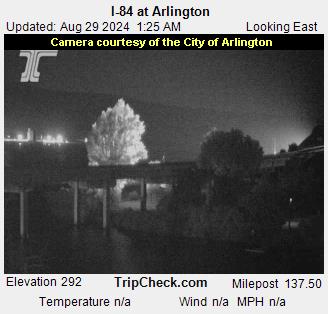 I-84 at Arlington
Updated: Aug 29 2024 1:25 AM Looking East
Camera courtesy of the City of Arlington
Elevation 292 TripCheck.com Milepost 137.50
Temperature n/a Wind n/a MPH n/a